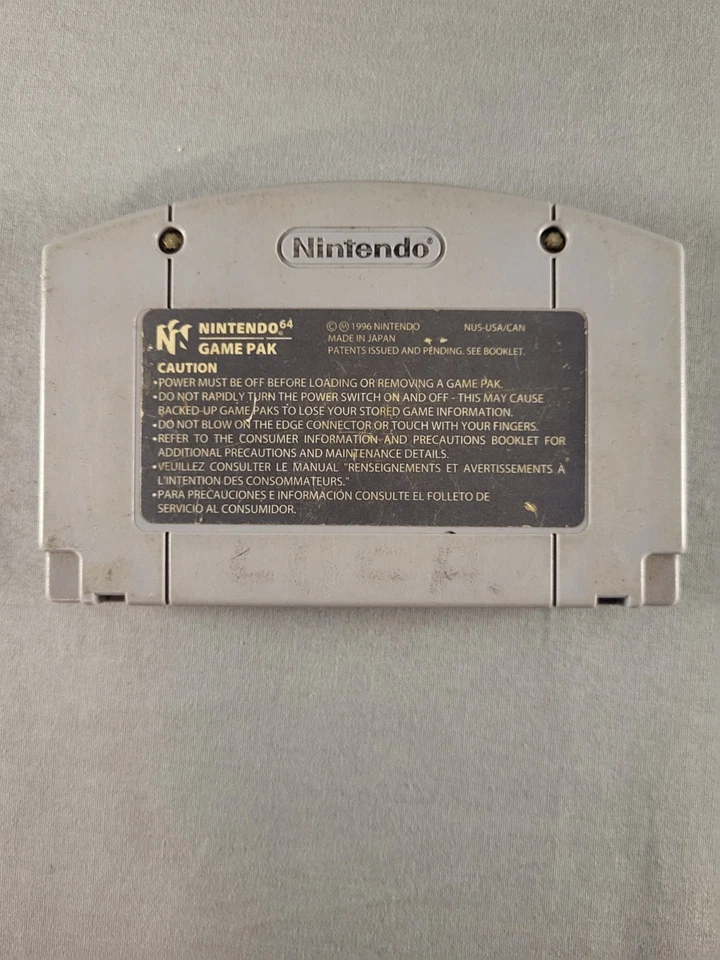 Nintendo®
NINTENDO⁶⁴
GAME PAK
© Ⓜ 1996 NINTENDO NUS-USA/CAN
MADE IN JAPAN
PATENTS ISSUED AND PENDING. SEE BOOKLET.
CAUTION
•POWER MUST BE OFF BEFORE LOADING OR REMOVING A GAME PAK.
•DO NOT RAPIDLY TURN THE POWER SWITCH ON AND OFF - THIS MAY CAUSE
BACKED-UP GAME PAKS TO LOSE YOUR STORED GAME INFORMATION.
•DO NOT BLOW ON THE EDGE CONNECTOR OR TOUCH WITH YOUR FINGERS.
•REFER TO THE CONSUMER INFORMATION AND PRECAUTIONS BOOKLET FOR
ADDITIONAL PRECAUTIONS AND MAINTENANCE DETAILS.
•VEUILLEZ CONSULTER LE MANUAL "RENSEIGNEMENTS ET AVERTISSEMENTS À
L'INTENTION DES CONSOMMATEURS."
•PARA PRECAUCIONES E INFORMACIÓN CONSULTE EL FOLLETO DE
SERVICIO AL CONSUMIDOR.